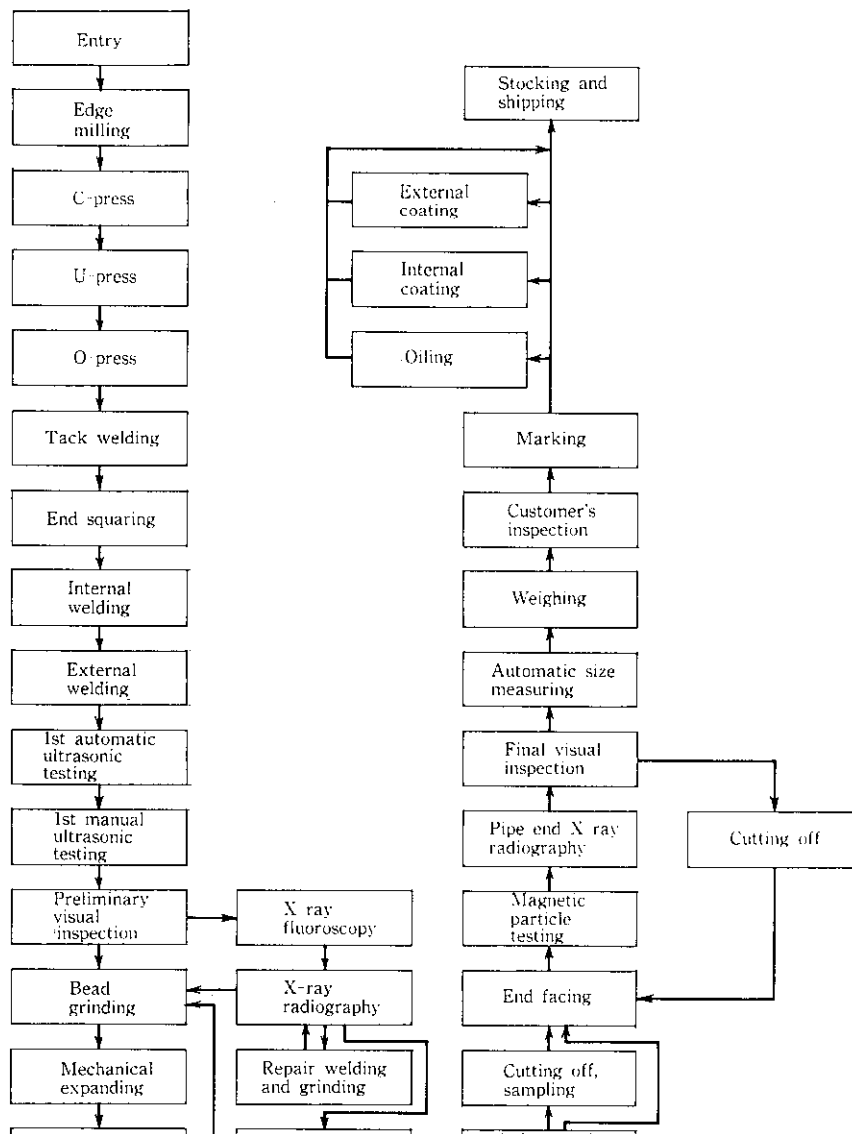 Entry
Edge
milling
C-press
U-press
O-press
Tack welding
End squaring
Internal
welding
External
welding
1st automatic
ultrasonic
testing
1st manual
ultrasonic
testing
Preliminary
visual
inspection
Bead
grinding
Mechanical
expanding
X ray
fluoroscopy
X-ray
radiography
Repair welding
and grinding
Stocking and
shipping
External
coating
Internal
coating
Oiling
Marking
Customer's
inspection
Weighing
Automatic size
measuring
Final visual
inspection
Pipe end X ray
radiography
Magnetic
particle
testing
End facing
Cutting off,
sampling
Cutting off